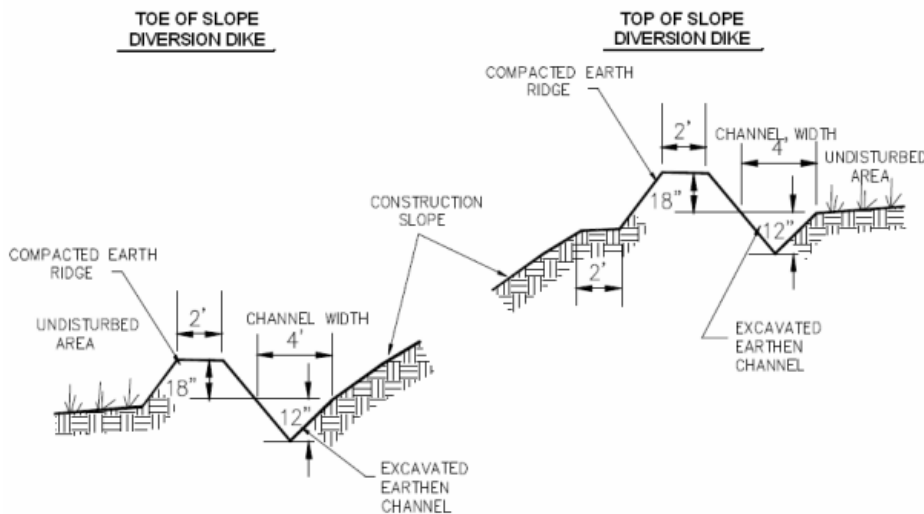 TOE OF SLOPE
DIVERSION DIKE
COMPACTED EARTH
RIDGE
UNDISTURBED
AREA
2'
CHANNEL WIDTH
4'
18"
12"
EXCAVATED
EARTHEN
CHANNEL
CONSTRUCTION
SLOPE
TOP OF SLOPE
DIVERSION DIKE
COMPACTED EARTH
RIDGE
2'
CHANNEL WIDTH
4'
UNDISTURBED
AREA
18"
12"
2'
EXCAVATED
EARTHEN
CHANNEL